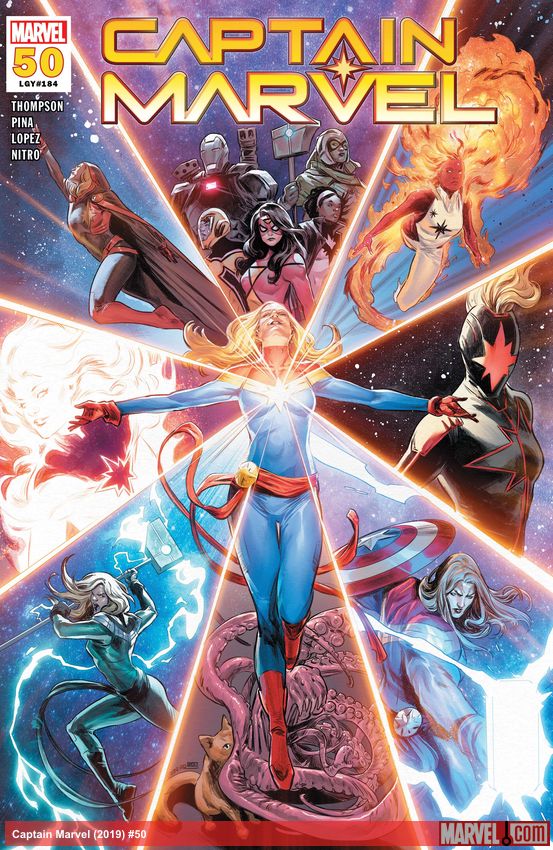 MARVEL
50
LGY#184
THOMPSON
PINA
LOPEZ
NITRO
CAPTAIN
MARVEL
Captain Marvel (2019) #50
MARVEL.com